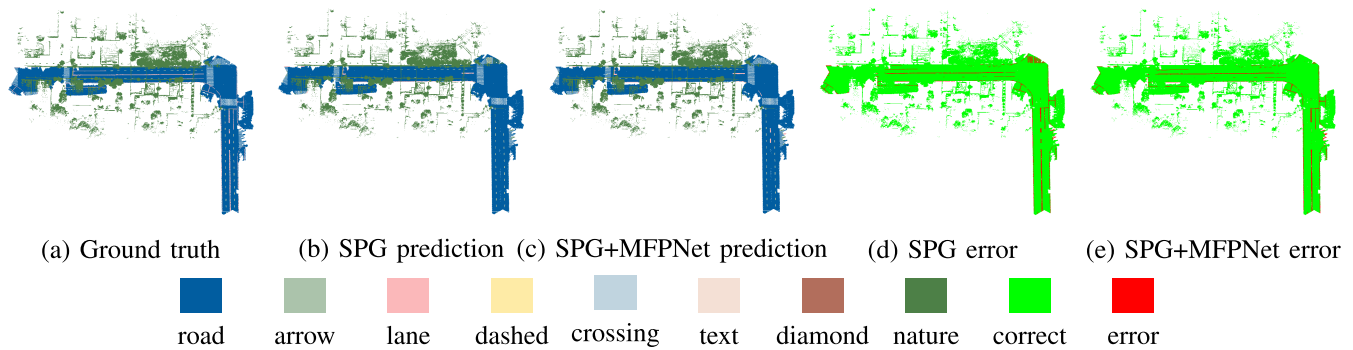 (a) Ground truth (b) SPG prediction (c) SPG+MFPNet prediction (d) SPG error (e) SPG+MFPNet error
road arrow lane dashed crossing text diamond nature correct error